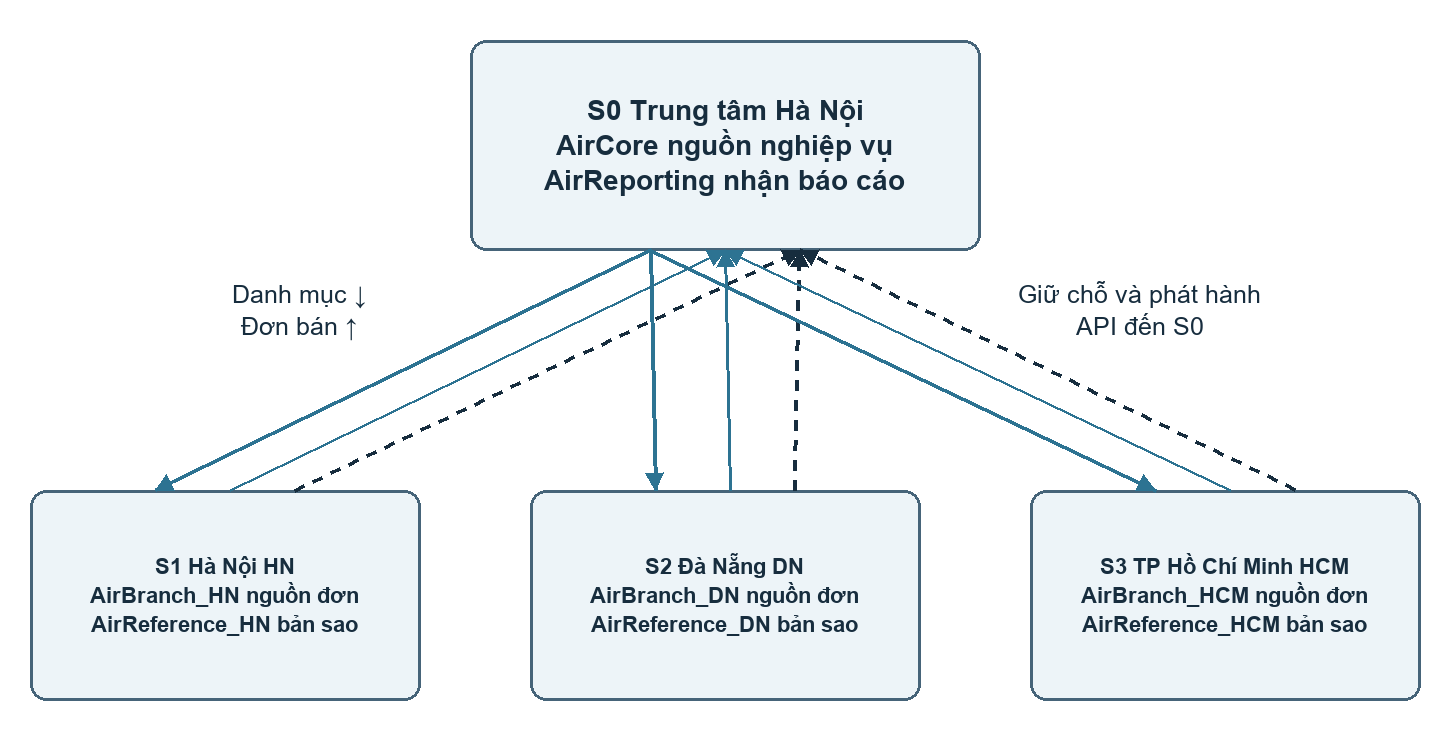 S0 Trung tâm Hà Nội
AirCore nguồn nghiệp vụ
AirReporting nhận báo cáo
Danh mục ↓
Đơn bán ↑
Giữ chỗ và phát hành
API đến S0
S1 Hà Nội HN
AirBranch_HN nguồn đơn
AirReference_HN bản sao
S2 Đà Nẵng DN
AirBranch_DN nguồn đơn
AirReference_DN bản sao
S3 TP Hồ Chí Minh HCM
AirBranch_HCM nguồn đơn
AirReference_HCM bản sao